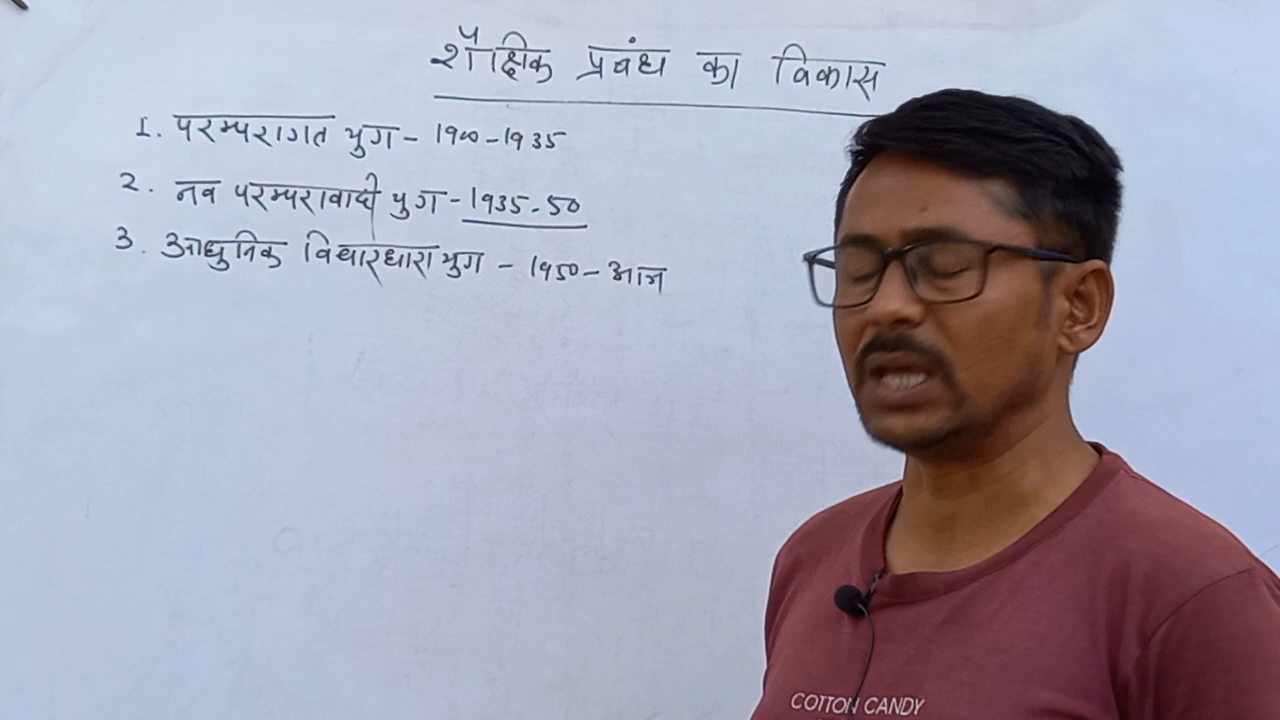 शैक्षिक प्रबंध का विकास
1. परम्परागत युग - 1900-1935
2. नव परम्परावादी युग - 1935-50
3. आधुनिक विचारधारा युग - 1950-आज
COTTON CANDY